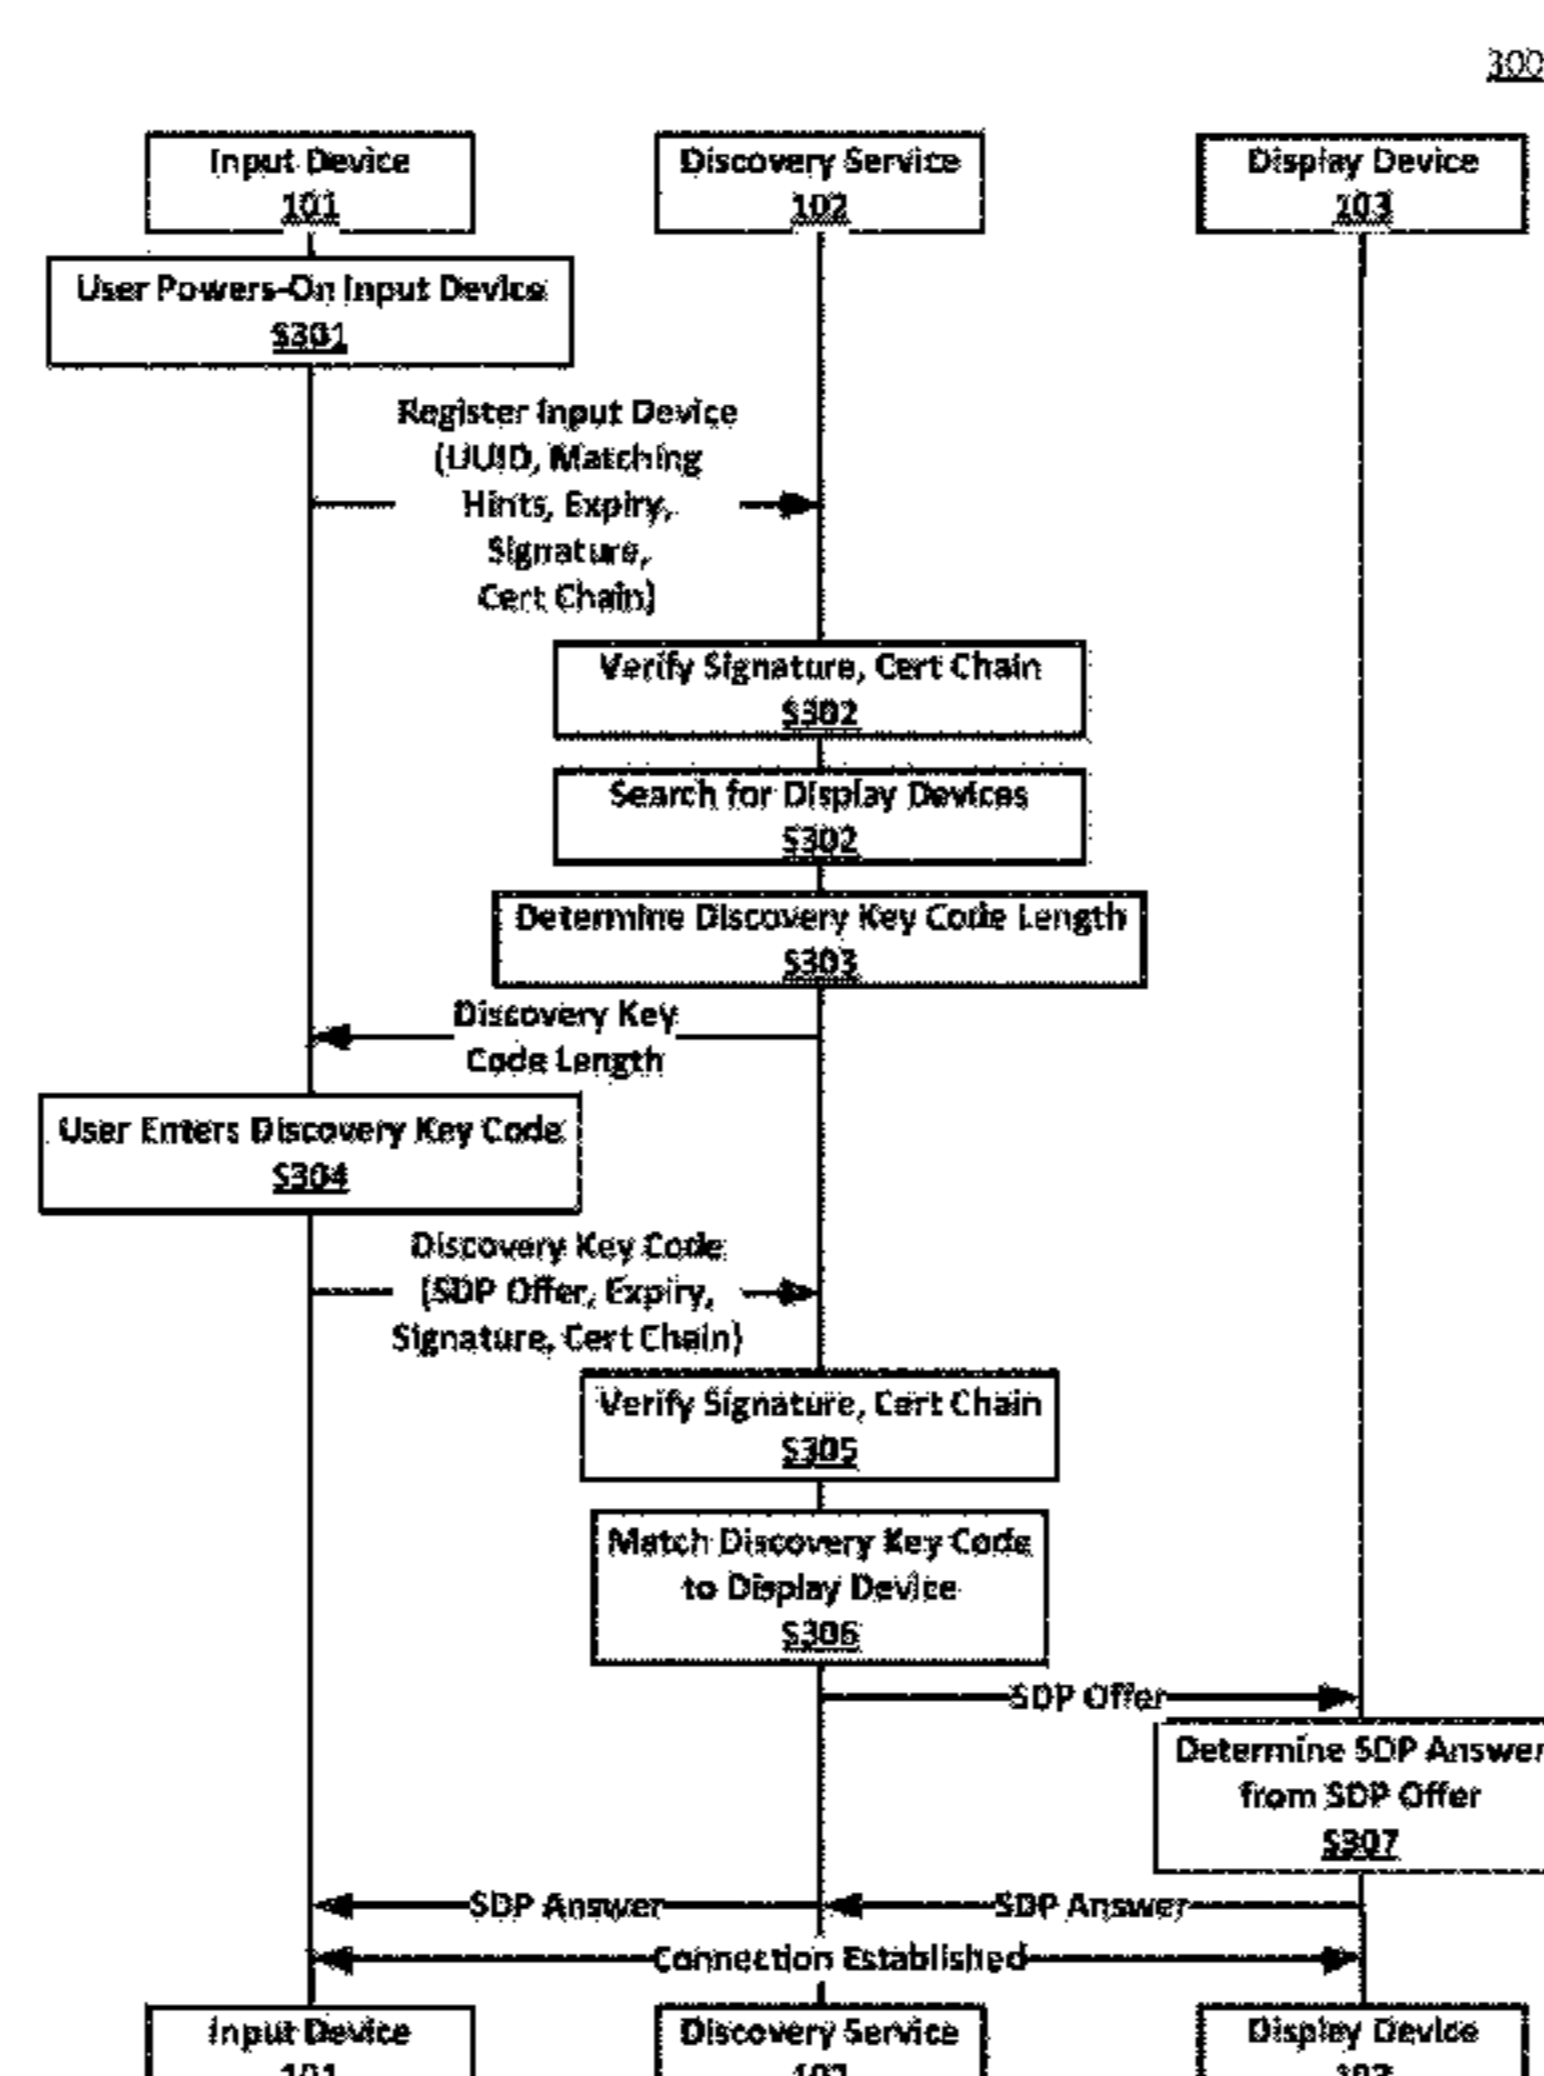 300
Input Device
101
Discovery Service
102
Display Device
103
User Powers-On Input Device
S301
Register Input Device
(UUID, Matching
Hints, Expiry,
Signature,
Cert Chain)
Verify Signature, Cert Chain
S302
Search for Display Devices
S302
Determine Discovery Key Code Length
S303
Discovery Key
Code Length
User Enters Discovery Key Code
S304
Discovery Key Code
(SDP Offer, Expiry,
Signature, Cert Chain)
Verify Signature, Cert Chain
S305
Match Discovery Key Code
to Display Device
S306
SDP Offer
Determine SDP Answer
from SDP Offer
S307
SDP Answer
SDP Answer
Connection Established
Input Device
101
Discovery Service
102
Display Device
103